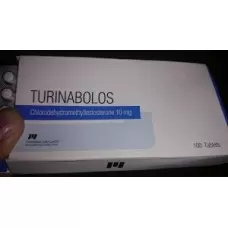 TURINABOLOS
Chlorodehydromethyltestosterone 10 mg
100 Tablets